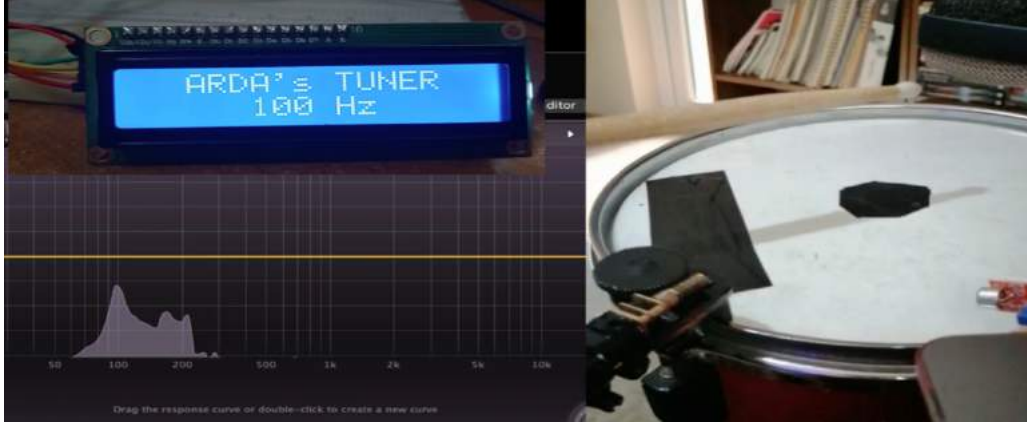 ARDA's TUNER
100 Hz
ditor
50 100 200 500 1k 2k 5k 10k
Drag the response curve or double-click to create a new curve